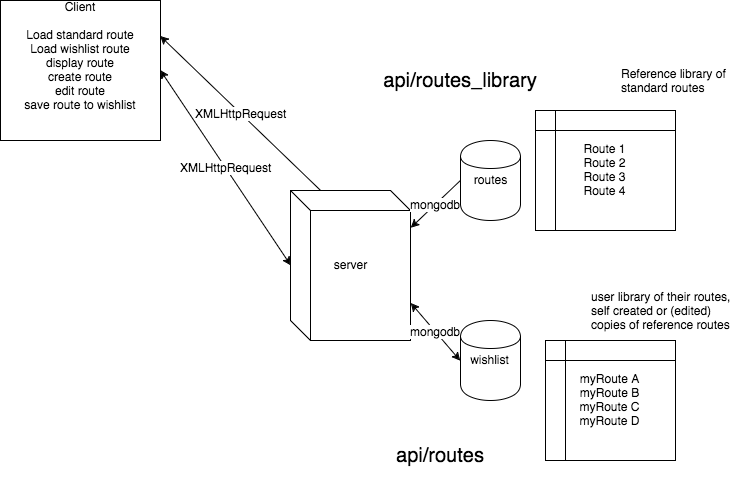 Client
Load standard route
Load wishlist route
display route
create route
edit route
save route to wishlist
XMLHttpRequest
XMLHttpRequest
server
api/routes_library
routes
mongodb
Reference library of
standard routes
Route 1
Route 2
Route 3
Route 4
mongodb
wishlist
api/routes
user library of their routes,
self created or (edited)
copies of reference routes
myRoute A
myRoute B
myRoute C
myRoute D